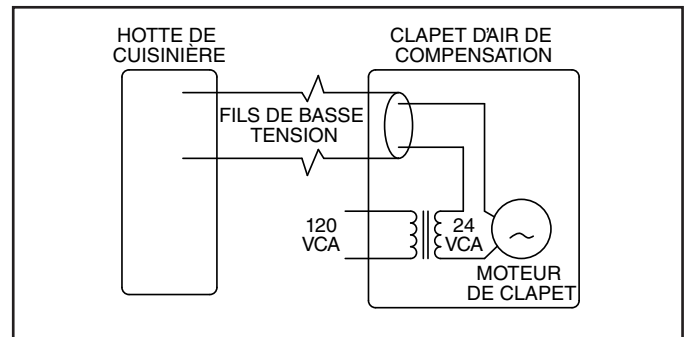 HOTTE DE
CUISINIÈRE
CLAPET D'AIR DE
COMPENSATION
FILS DE BASSE
TENSION
120
VCA
24
VCA
MOTEUR
DE CLAPET